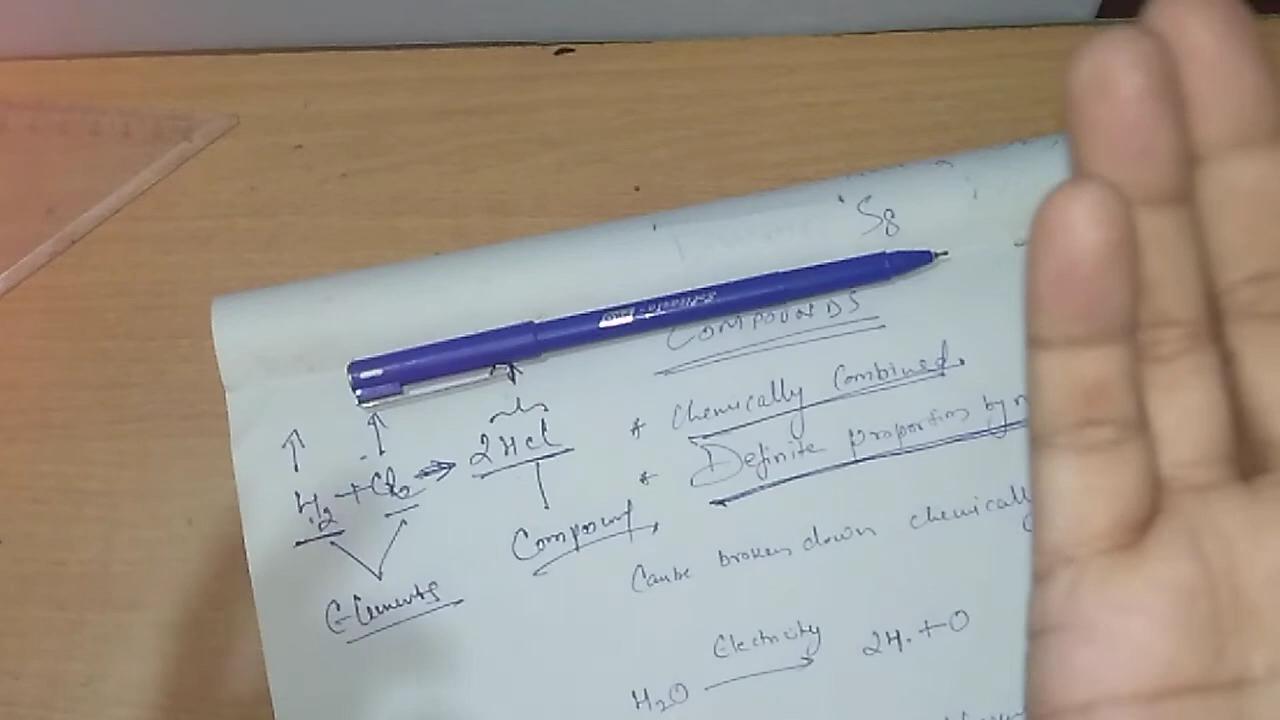 S8
COMPOUNDS
* Chemically Combined.
* Definite proportion by
Can be broken down chemically
H2 + Cl2 → 2HCl
Compound,
Elements
Electricity
H2O → 2H. + O